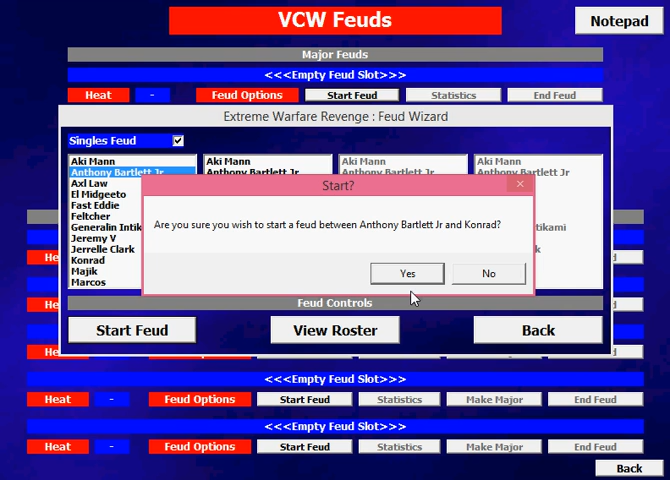 VCW Feuds
Notepad
Major Feuds
<<<Empty Feud Slot>>>
Heat - Feud Options Start Feud Statistics End Feud
Extreme Warfare Revenge : Feud Wizard
Singles Feud
Aki Mann Aki Mann Aki Mann Aki Mann
Anthony Bartlett Jr Anthony Bartlett Jr Anthony Bartlett Jr Anthony Bartlett Jr
Axl Law
El Midgeeto
Fast Eddie
Feltcher
Generalin Intik
Jeremy V
Jerrelle Clark
Konrad
Majik
Marcos
Start?
Are you sure you wish to start a feud between Anthony Bartlett Jr and Konrad?
Yes No
Feud Controls
Start Feud View Roster Back
<<<Empty Feud Slot>>>
Heat - Feud Options Start Feud Statistics Make Major End Feud
<<<Empty Feud Slot>>>
Heat - Feud Options Start Feud Statistics Make Major End Feud
Back